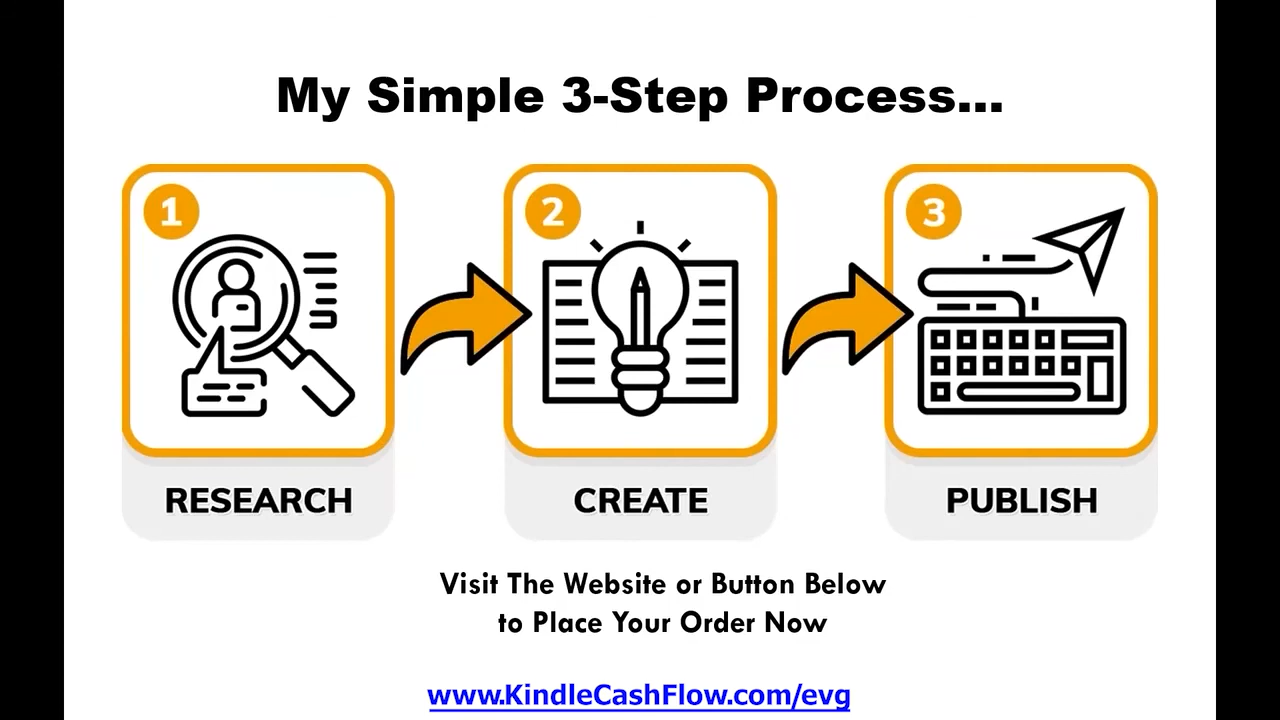 My Simple 3-Step Process...
1
2
3
RESEARCH
CREATE
PUBLISH
Visit The Website or Button Below
to Place Your Order Now
www.KindleCashFlow.com/evg